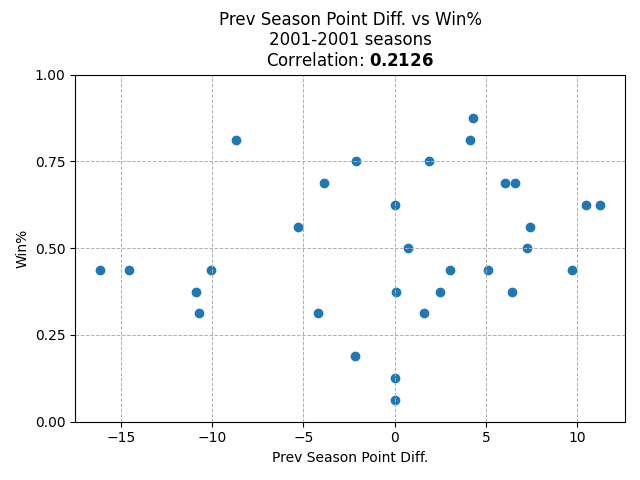 Prev Season Point Diff. vs Win%
2001-2001 seasons
Correlation: 0.2126
1.00
0.75
0.50
0.25
0.00
Win%
−15
−10
−5
0
5
10
Prev Season Point Diff.